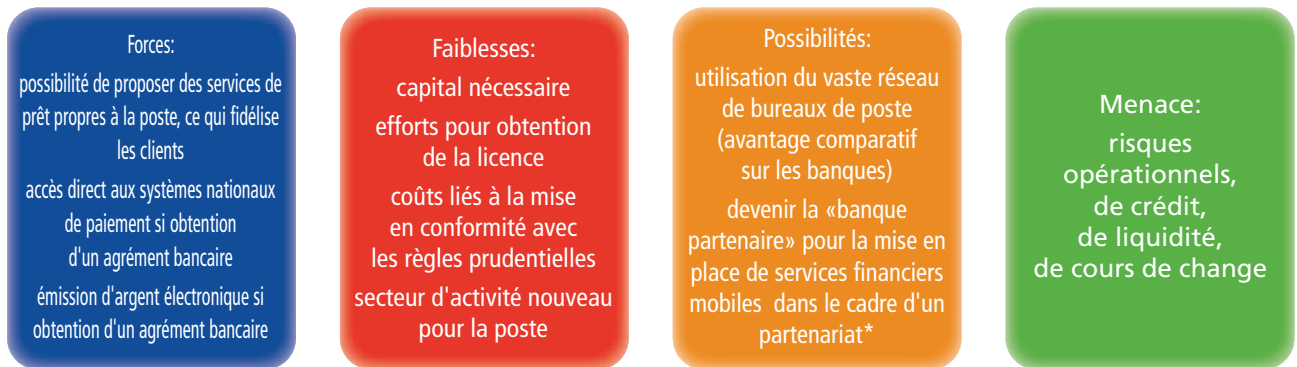 Forces:
possibilité de proposer des services de
prêt propres à la poste, ce qui fidélise
les clients
accès direct aux systèmes nationaux
de paiement si obtention
d'un agrément bancaire
émission d'argent électronique si
obtention d'un agrément bancaire
Faiblesses:
capital nécessaire
efforts pour obtention
de la licence
coûts liés à la mise
en conformité avec
les règles prudentielles
secteur d'activité nouveau
pour la poste
Possibilités:
utilisation du vaste réseau
de bureaux de poste
(avantage comparatif
sur les banques)
devenir la «banque
partenaire» pour la mise en
place de services financiers
mobiles dans le cadre d'un
partenariat*
Menace:
risques
opérationnels,
de crédit,
de liquidité,
de cours de change